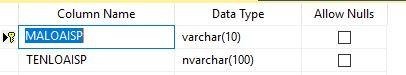 Column Name Data Type Allow Nulls
MALOAISP varchar(10)
TENLOAISP nvarchar(100)